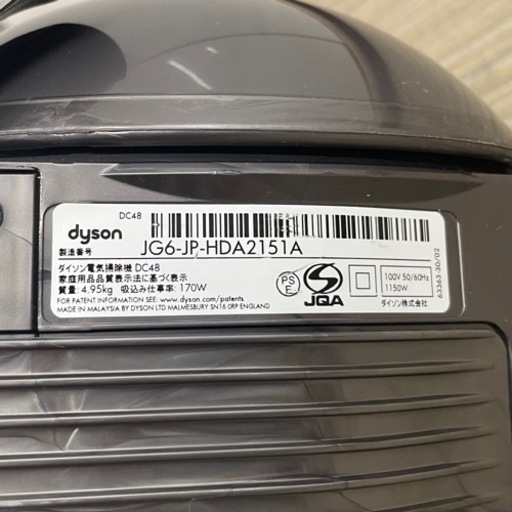 DC48
dyson
製造番号 JG6-JP-HDA2151A
ダイソン電気掃除機 DC48
家庭用品品質表示法に基づく表示
質量: 4.95kg 吸込み仕事率: 170W
FOR PATENT INFORMATION SEE: www.dyson.com/patents
MADE IN MALAYSIA BY DYSON LTD MALMESBURY SN16 0RP ENGLAND
PS
E
S
JQA
100V 50/60Hz
1150W
ダイソン株式会社
63363-30/02